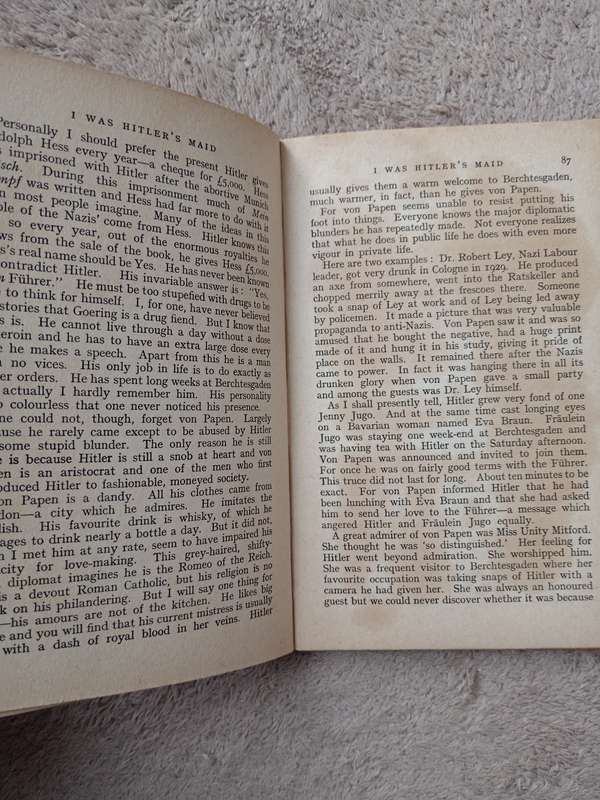 I WAS HITLER'S MAID
Personally I should prefer the present Hitler gives
dolph Hess every year—a cheque for £5,000. Hess
s imprisoned with Hitler after the abortive Munich
sch. During this imprisonment much of Mein
mpf was written and Hess had far more to do with it
n most people imagine. Many of the ideas in this
ble of the Nazis' come from Hess. Hitler knows this
so every year, out of the enormous royalties he
ws from the sale of the book, he gives Hess £5,000.
ss's real name should be Yes. He has never been known
contradict Hitler. His invariable answer is: "Yes,
n Führer." He must be too stupefied with drugs to be
e to think for himself. I, for one, have never believed
stories that Goering is a drug fiend. But I know that
ss is. He cannot live through a day without a dose
eroin and he has to have an extra large dose every
e he makes a speech. Apart from this he is a man
no vices. His only job in life is to do exactly as
er orders. He has spent long weeks at Berchtesgaden
actually I hardly remember him. His personality
o colourless that one never noticed his presence.
one could not, though, forget von Papen. Largely
ause he rarely came except to be abused by Hitler
some stupid blunder. The only reason he is still
e is because Hitler is still a snob at heart and von
en is an aristocrat and one of the men who first
oduced Hitler to fashionable, moneyed society.
on Papen is a dandy. All his clothes came from
don—a city which he admires. He imitates the
lish. His favourite drink is whisky, of which he
ages to drink nearly a bottle a day. But it did not,
n I met him at any rate, seem to have impaired his
city for love-making. This grey-haired, shifty-
diplomat imagines he is the Romeo of the Reich.
is a devout Roman Catholic, but his religion is no
k on his philandering. But I will say one thing for
—his amours are not of the kitchen. He likes big
e and you will find that his current mistress is usually
with a dash of royal blood in her veins. Hitler
I WAS HITLER'S MAID 87
usually gives them a warm welcome to Berchtesgaden,
much warmer, in fact, than he gives von Papen.
For von Papen seems unable to resist putting his
foot into things. Everyone knows the major diplomatic
blunders he has repeatedly made. Not everyone realizes
that what he does in public life he does with even more
vigour in private life.
Here are two examples: Dr. Robert Ley, Nazi Labour
leader, got very drunk in Cologne in 1929. He produced
an axe from somewhere, went into the Ratskeller and
chopped merrily away at the frescoes there. Someone
took a snap of Ley at work and of Ley being led away
by policemen. It made a picture that was very valuable
propaganda to anti-Nazis. Von Papen saw it and was so
amused that he bought the negative, had a huge print
made of it and hung it in his study, giving it pride of
place on the walls. It remained there after the Nazis
came to power. In fact it was hanging there in all its
drunken glory when von Papen gave a small party
and among the guests was Dr. Ley himself.
As I shall presently tell, Hitler grew very fond of one
Jenny Jugo. And at the same time cast longing eyes
on a Bavarian woman named Eva Braun. Fräulein
Jugo was staying one week-end at Berchtesgaden and
was having tea with Hitler on the Saturday afternoon.
Von Papen was announced and invited to join them.
For once he was on fairly good terms with the Führer.
This truce did not last for long. About ten minutes to be
exact. For von Papen informed Hitler that he had
been lunching with Eva Braun and that she had asked
him to send her love to the Führer—a message which
angered Hitler and Fräulein Jugo equally.
A great admirer of von Papen was Miss Unity Mitford.
She thought he was 'so distinguished.' Her feeling for
Hitler went beyond admiration. She worshipped him.
She was a frequent visitor to Berchtesgaden where her
favourite occupation was taking snaps of Hitler with a
camera he had given her. She was always an honoured
guest but we could never discover whether it was because